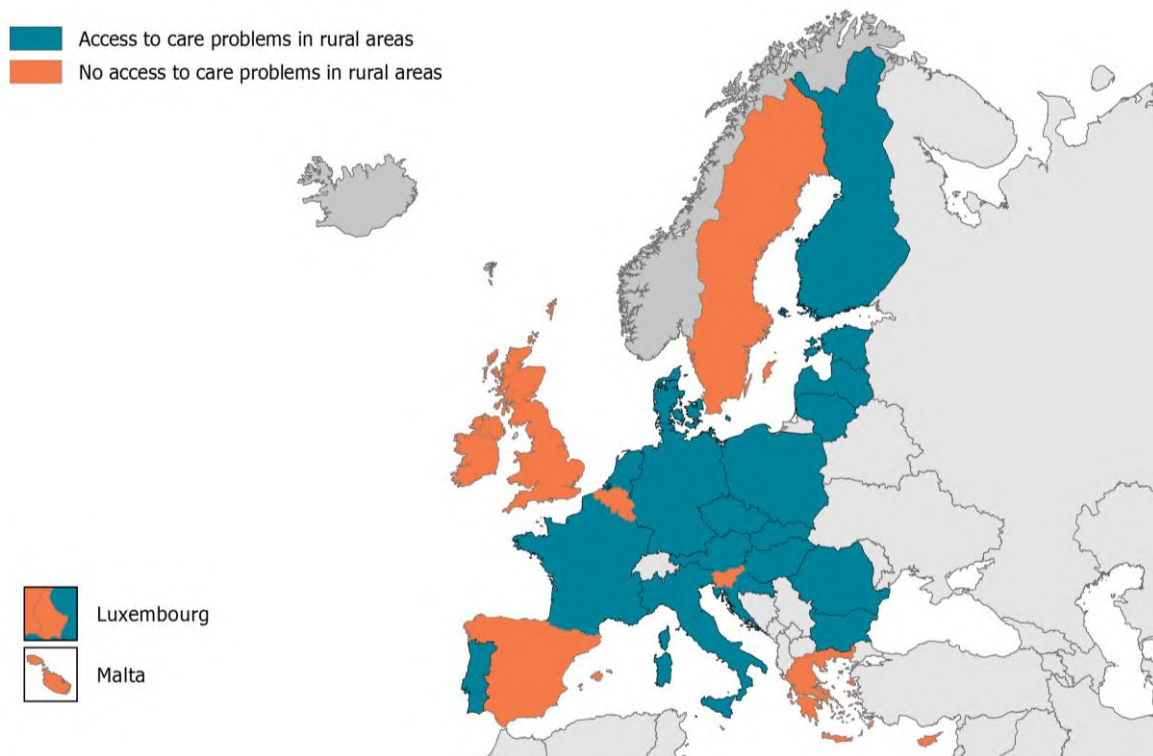 Access to care problems in rural areas
No access to care problems in rural areas
Luxembourg
Malta